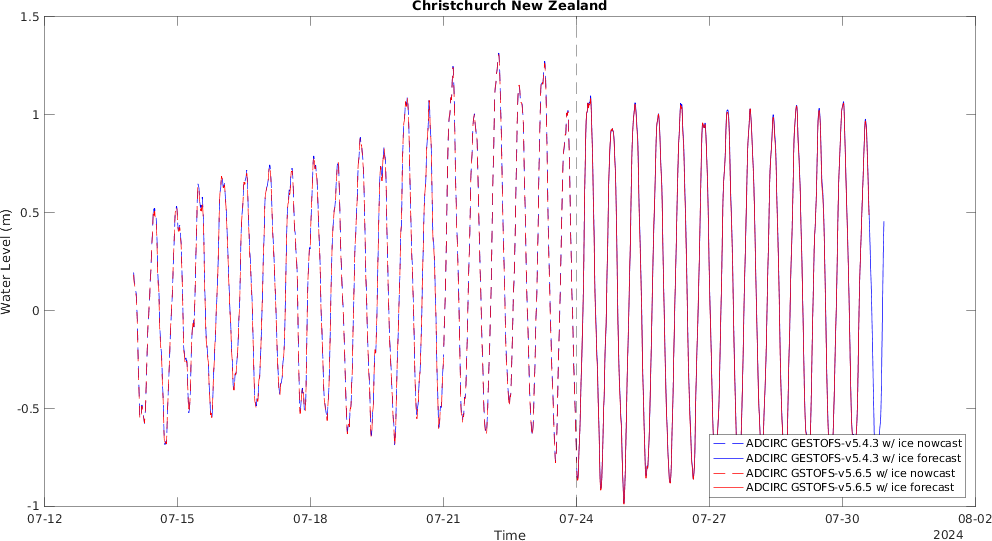 Christchurch New Zealand
1.5
1
0.5
0
-0.5
-1
Water Level (m)
07-12
07-15
07-18
07-21
07-24
07-27
07-30
08-02
Time
2024
ADCIRC GESTOFS-v5.4.3 w/ ice nowcast
ADCIRC GESTOFS-v5.4.3 w/ ice forecast
ADCIRC GSTOFS-v5.6.5 w/ ice nowcast
ADCIRC GSTOFS-v5.6.5 w/ ice forecast